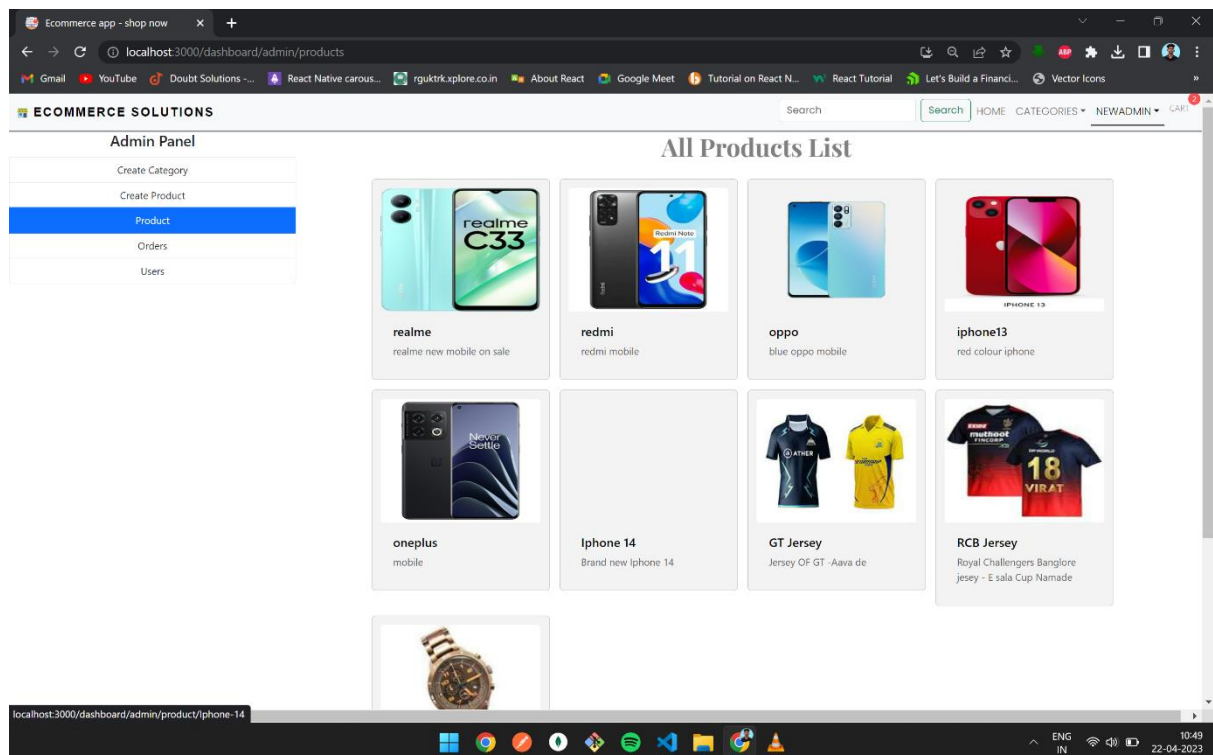 Ecommerce app - shop now
localhost:3000/dashboard/admin/products
ABP
Gmail YouTube Doubt Solutions -... React Native carous... rguktrk.xplore.co.in About React Google Meet Tutorial on React N... React Tutorial Let's Build a Financi... Vector Icons »
ECOMMERCE SOLUTIONS Search Search HOME CATEGORIES NEWADMIN CART 2
Admin Panel
Create Category
Create Product
Product
Orders
Users
All Products List
realme
C33
Redmi Note
11
IPHONE 13
realme redmi oppo iphone13
realme new mobile on sale redmi mobile blue oppo mobile red colour iphone
Never
Settle
ATHER
muthoot
FINCORP
18
VIRAT
oneplus Iphone 14 GT Jersey RCB Jersey
mobile Brand new Iphone 14 Jersey OF GT -Aava de Royal Challengers Banglore
jesey - E sala Cup Namade
localhost:3000/dashboard/admin/product/Iphone-14
ENG
IN
10:49
22-04-2023